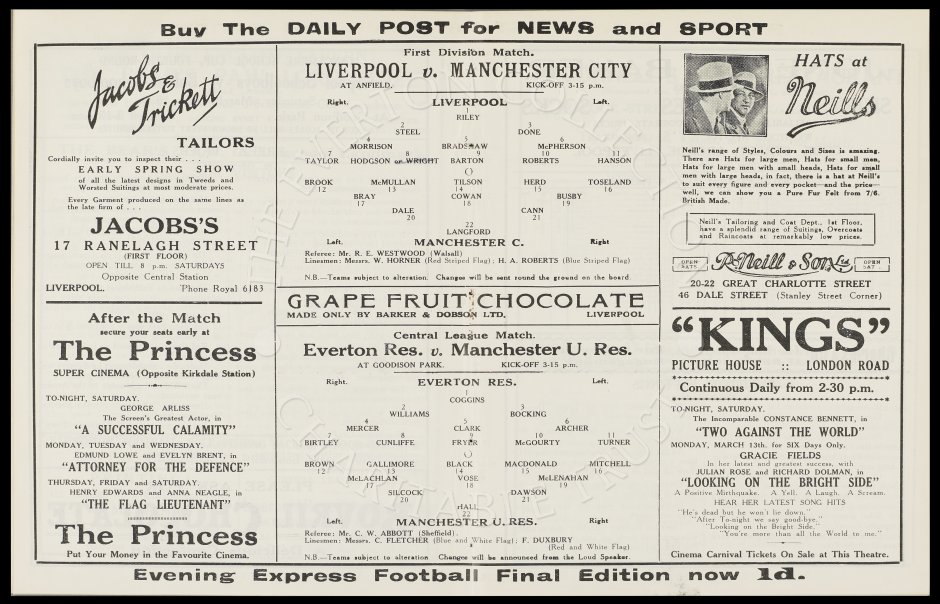 Buy The DAILY POST for NEWS and SPORT
Jacobs &
Trickett
TAILORS
Cordially invite you to inspect their . . .
EARLY SPRING SHOW
of all the latest designs in Tweeds and
Worsted Suitings at most moderate prices.
Every Garment produced on the same lines as
the late firm of . . .
JACOBS'S
17 RANELAGH STREET
(FIRST FLOOR)
OPEN TILL 8 p.m. SATURDAYS
Opposite Central Station
LIVERPOOL. 'Phone Royal 6183
After the Match
secure your seats early at
The Princess
SUPER CINEMA (Opposite Kirkdale Station)
TO-NIGHT, SATURDAY.
GEORGE ARLISS
The Screen's Greatest Actor, in
"A SUCCESSFUL CALAMITY"
MONDAY, TUESDAY and WEDNESDAY.
EDMUND LOWE and EVELYN BRENT, in
"ATTORNEY FOR THE DEFENCE"
THURSDAY, FRIDAY and SATURDAY.
HENRY EDWARDS and ANNA NEAGLE, in
"THE FLAG LIEUTENANT"
The Princess
Put Your Money in the Favourite Cinema.
First Division Match.
LIVERPOOL v. MANCHESTER CITY
AT ANFIELD. KICK-OFF 3-15 p.m.
Right. LIVERPOOL Left.
1
RILEY
2 3
STEEL DONE
4 5 6
MORRISON BRADSHAW McPHERSON
7 8 9 10 11
TAYLOR HODGSON or WRIGHT BARTON ROBERTS HANSON
O
BROOK McMULLAN TILSON HERD TOSELAND
12 13 14 15 16
BRAY COWAN BUSBY
17 18 19
DALE CANN
20 21
22
LANGFORD
Left. MANCHESTER C. Right
Referee: Mr. R. E. WESTWOOD (Walsall)
Linesmen: Messrs. W. HORNER (Red Striped Flag); H. A. ROBERTS (Blue Striped Flag)
N.B.—Teams subject to alteration. Changes will be sent round the ground on the board
GRAPE FRUIT CHOCOLATE
MADE ONLY BY BARKER & DOBSON LTD. LIVERPOOL
Central League Match.
Everton Res. v. Manchester U. Res.
AT GOODISON PARK. KICK-OFF 3-15 p.m.
Right. EVERTON RES. Left.
1
COGGINS
2 3
WILLIAMS BOCKING
4 5 6
MERCER CLARK ARCHER
7 8 9 10 11
BIRTLEY CUNLIFFE FRYER McGOURTY TURNER
O
BROWN GALLIMORE BLACK MACDONALD MITCHELL
12 13 14 15 16
McLACHLAN VOSE McLENAHAN
17 18 19
SILCOCK DAWSON
20 21
HALL
22
Left. MANCHESTER U. RES. Right
Referee: Mr. C. W. ABBOTT (Sheffield).
Linesmen: Messrs. C. FLETCHER (Blue and White Flag); F. DUXBURY
(Red and White Flag)
N.B.—Teams subject to alteration. Changes will be announced from the Loud Speaker.
HATS at
Neills
Neill's range of Styles, Colours and Sizes is amazing.
There are Hats for large men, Hats for small men,
Hats for large men with small heads, Hats for small
men with large heads, in fact, there is a hat at Neill's
to suit every figure and every pocket—and the price—
well, we can show you a Pure Fur Felt from 7/6.
British Made.
Neill's Tailoring and Coat Dept., 1st Floor,
have a splendid range of Suitings, Overcoats
and Raincoats at remarkably low prices.
OPEN SATS R. Neill & Sons Ltd OPEN SAT
20-22 GREAT CHARLOTTE STREET
46 DALE STREET (Stanley Street Corner)
"KINGS"
PICTURE HOUSE :: LONDON ROAD
Continuous Daily from 2-30 p.m.
TO-NIGHT, SATURDAY.
The Incomparable CONSTANCE BENNETT, in
"TWO AGAINST THE WORLD"
MONDAY, MARCH 13th, for SIX Days Only.
GRACIE FIELDS
In her latest and greatest success, with
JULIAN ROSE and RICHARD DOLMAN, in
"LOOKING ON THE BRIGHT SIDE"
A Positive Mirthquake. A Yell. A Laugh. A Scream.
HEAR HER LATEST SONG HITS
"He's dead but he won't lie down."
"After To-night we say good-bye."
"Looking on the Bright Side."
"You're more than all the World to me."
Cinema Carnival Tickets On Sale at This Theatre.
Evening Express Football Final Edition now 1d.